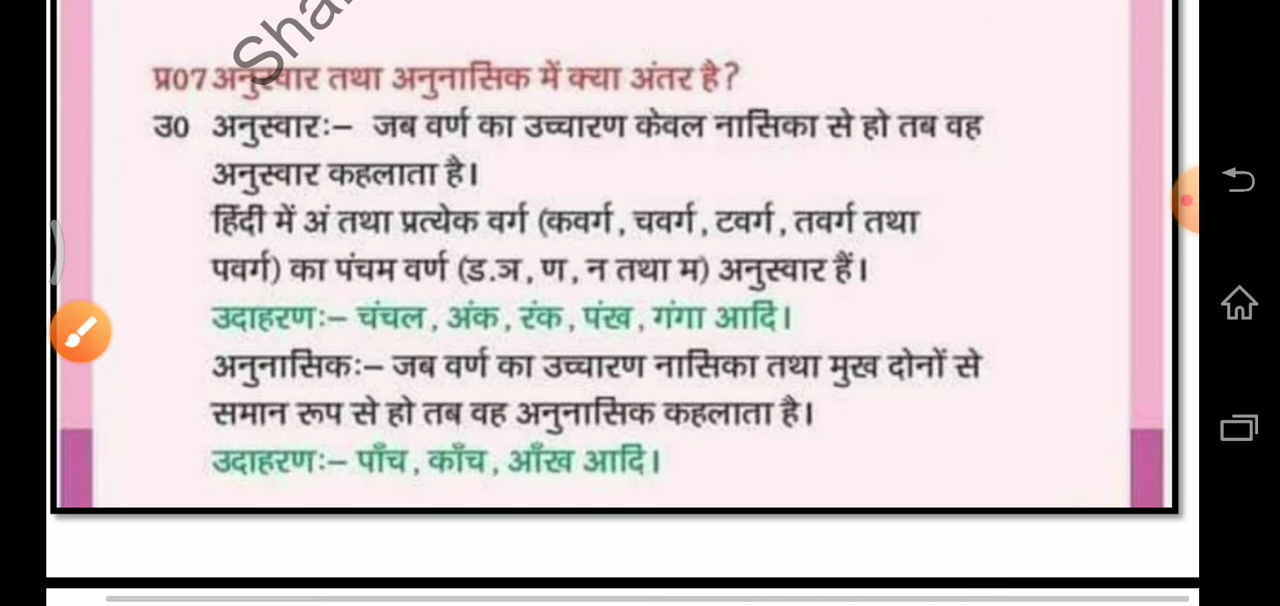 Shar
प्र07 अनुस्वार तथा अनुनासिक में क्या अंतर है?
उ0 अनुस्वारः– जब वर्ण का उच्चारण केवल नासिका से हो तब वह
अनुस्वार कहलाता है।
हिंदी में अं तथा प्रत्येक वर्ग (कवर्ग, चवर्ग, टवर्ग, तवर्ग तथा
पवर्ग) का पंचम वर्ण (ड.ञ, ण, न तथा म) अनुस्वार हैं।
उदाहरणः– चंचल, अंक, रंक, पंख, गंगा आदि।
अनुनासिकः– जब वर्ण का उच्चारण नासिका तथा मुख दोनों से
समान रूप से हो तब वह अनुनासिक कहलाता है।
उदाहरणः– पाँच, काँच, आँख आदि।